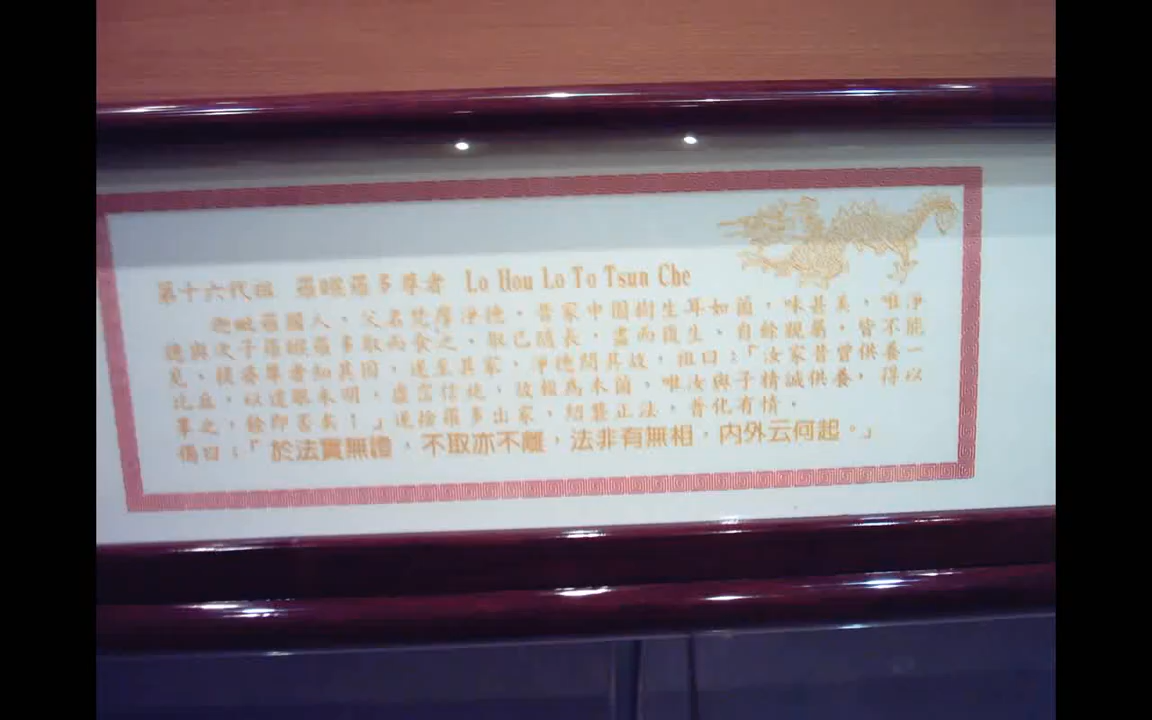 第十六代祖 羅睺羅多尊者 Lo Hou Lo To Tsun Che
迦毗羅國人,父名梵摩淨德。昔家中園樹生耳如菌,味甚美,唯淨
德與次子羅睺羅多取而食之,取已隨長,盡而復生,自餘親屬,皆不能
見,提婆尊者知其因,遂至其家,淨德問其故,祖曰:「汝家昔曾供養一
比丘,以道眼未明,虛霑信施,故報為木菌,唯汝與子精誠供養,得以
享之,餘即否矣!」遂捨羅多出家,紹襲正法,普化有情。
偈曰:「於法實無證,不取亦不離,法非有無相,內外云何起。」